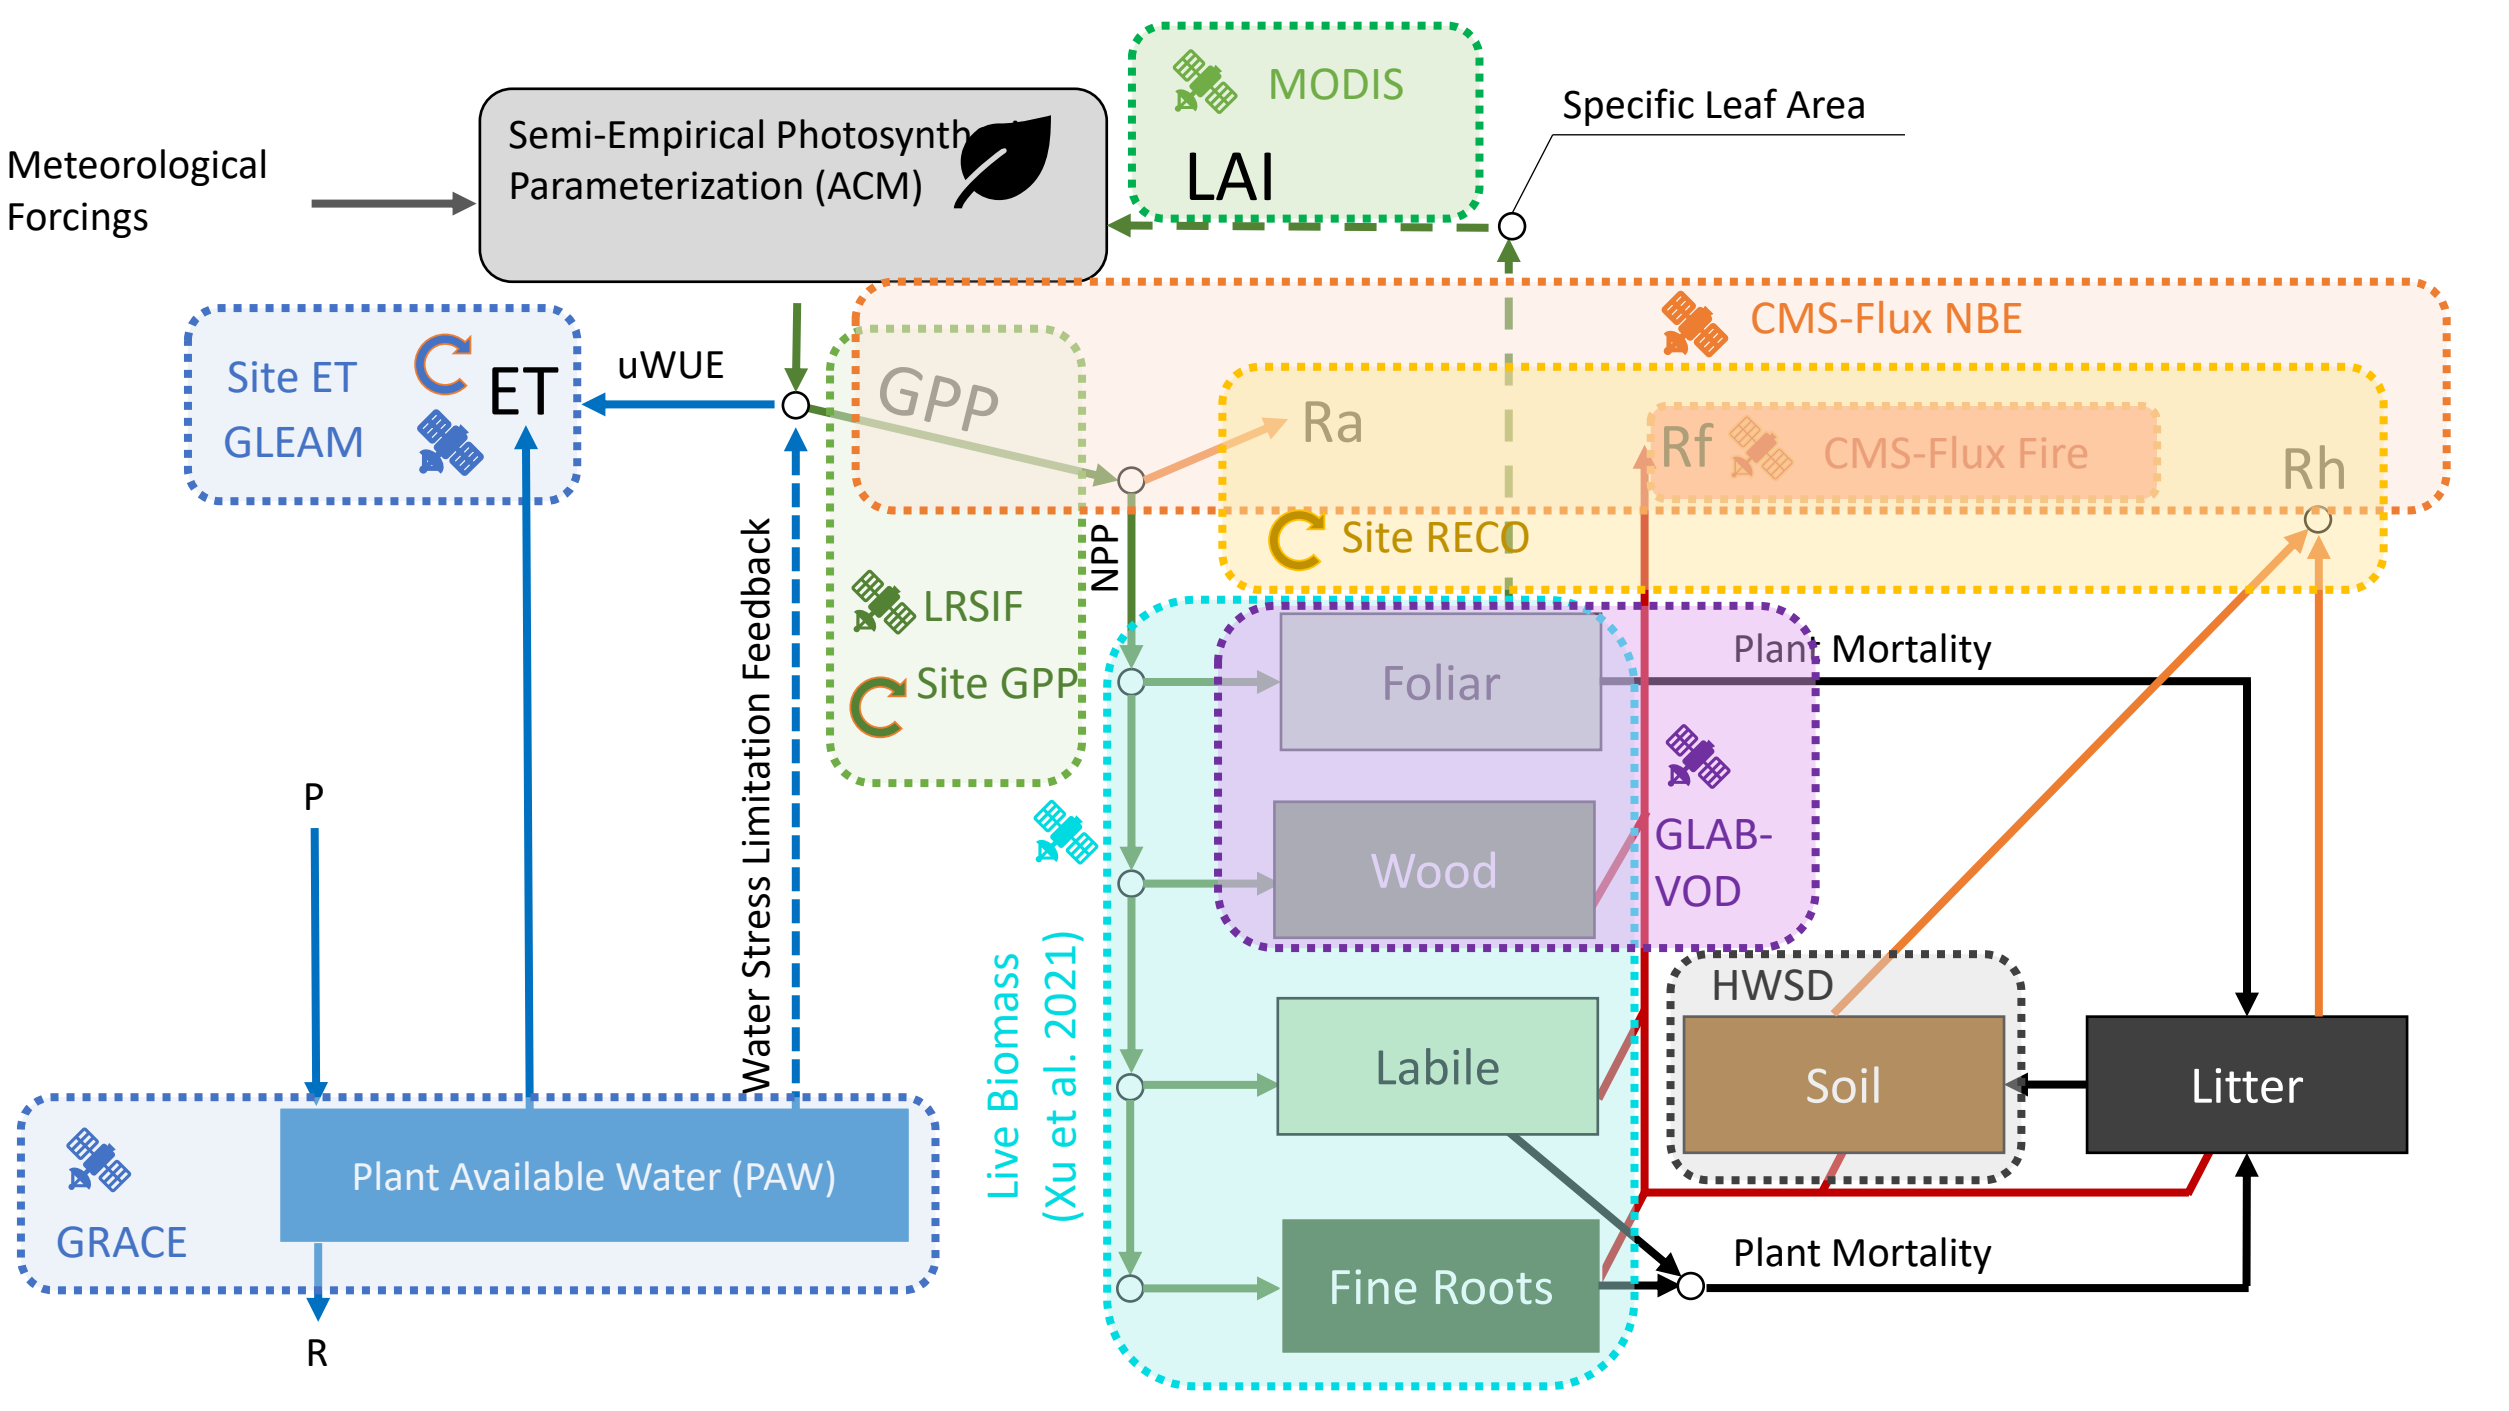 MODIS
LAI
Specific Leaf Area
Semi-Empirical Photosynthesi
Parameterization (ACM)
Meteorological
Forcings
CMS-Flux NBE
Site ET
GLEAM
ET
uWUE
GPP
Ra
Rf
CMS-Flux Fire
Rh
Site RECO
NPP
LRSIF
Site GPP
Water Stress Limitation Feedback
Foliar
Plant Mortality
P
Wood
GLAB-
VOD
Live Biomass
(Xu et al. 2021)
HWSD
Labile
Soil
Litter
Plant Available Water (PAW)
GRACE
Plant Mortality
Fine Roots
R